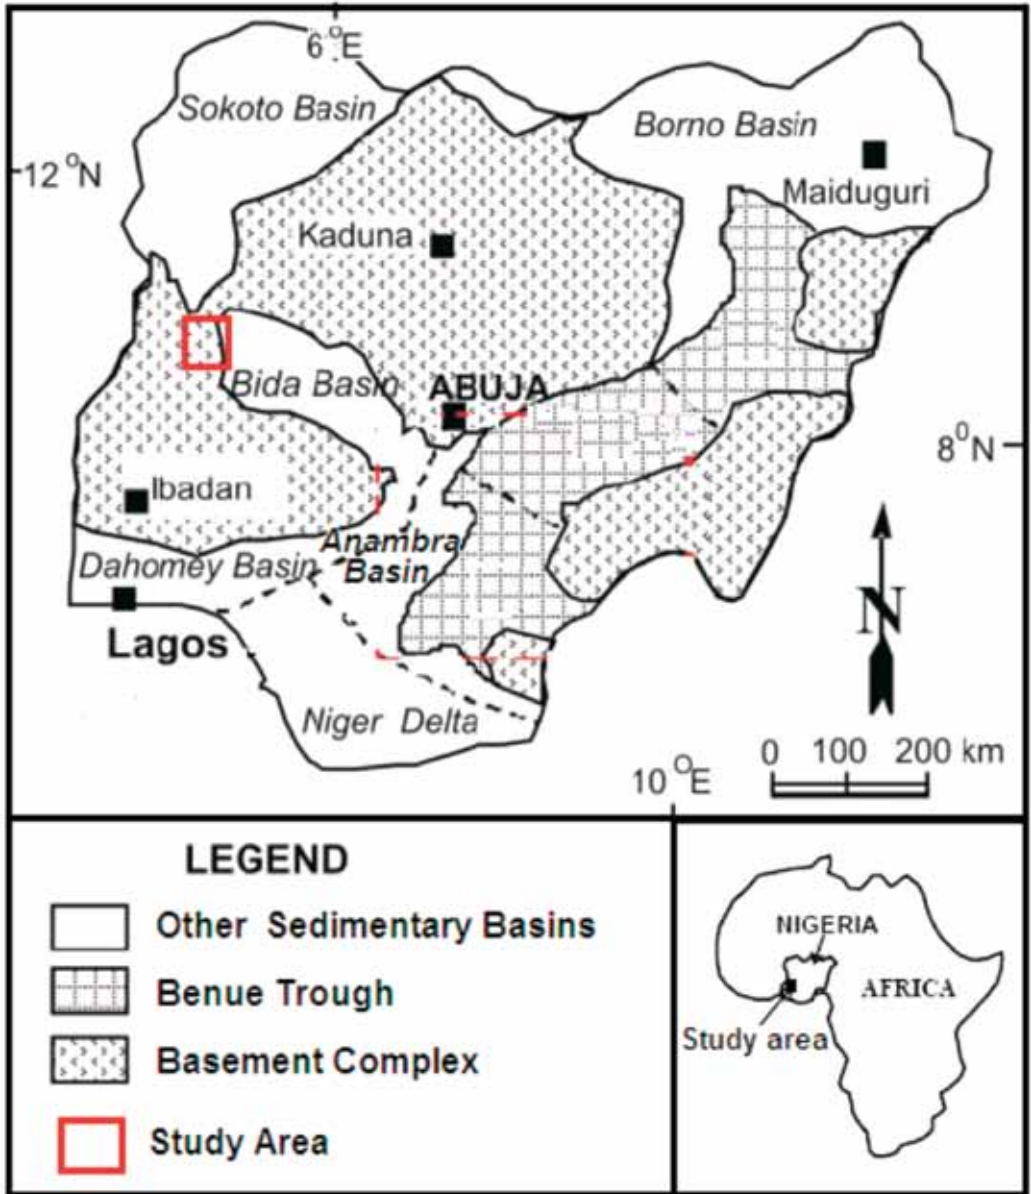 6 °E
Sokoto Basin
Borno Basin
12 °N
Maiduguri
Kaduna
Bida Basin
ABUJA
8 °N
Ibadan
Anambra
Basin
Dahomey Basin
Lagos
N
Niger Delta
0 100 200 km
10 °E
LEGEND
Other Sedimentary Basins
Benue Trough
Basement Complex
Study Area
NIGERIA
AFRICA
Study area